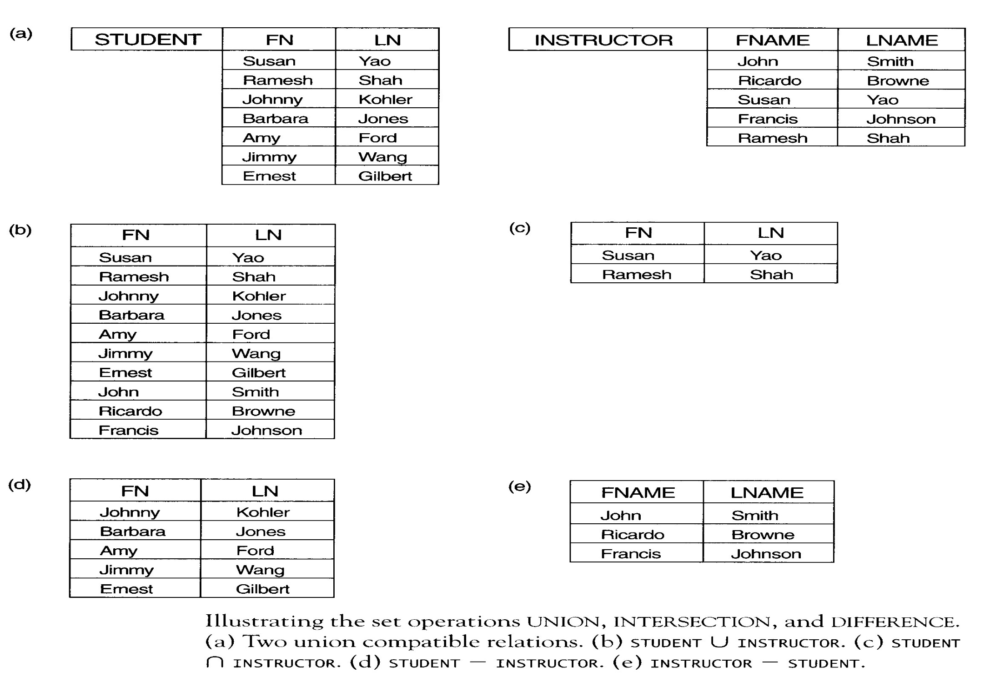 (a)
STUDENT FN LN
Susan Yao
Ramesh Shah
Johnny Kohler
Barbara Jones
Amy Ford
Jimmy Wang
Ernest Gilbert
INSTRUCTOR FNAME LNAME
John Smith
Ricardo Browne
Susan Yao
Francis Johnson
Ramesh Shah
(b)
FN LN
Susan Yao
Ramesh Shah
Johnny Kohler
Barbara Jones
Amy Ford
Jimmy Wang
Ernest Gilbert
John Smith
Ricardo Browne
Francis Johnson
(c)
FN LN
Susan Yao
Ramesh Shah
(d)
FN LN
Johnny Kohler
Barbara Jones
Amy Ford
Jimmy Wang
Ernest Gilbert
(e)
FNAME LNAME
John Smith
Ricardo Browne
Francis Johnson
Illustrating the set operations UNION, INTERSECTION, and DIFFERENCE.
(a) Two union compatible relations. (b) STUDENT ∪ INSTRUCTOR. (c) STUDENT
∩ INSTRUCTOR. (d) STUDENT — INSTRUCTOR. (e) INSTRUCTOR — STUDENT.